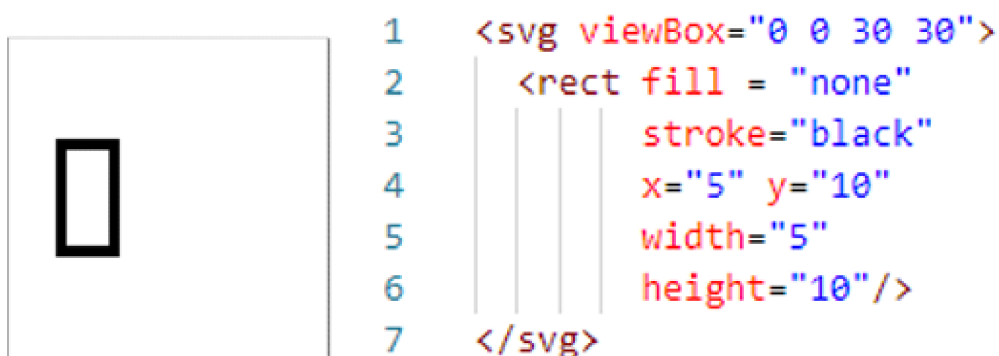 1 <svg viewBox="0 0 30 30">
2 <rect fill = "none"
3 stroke="black"
4 x="5" y="10"
5 width="5"
6 height="10"/>
7 </svg>